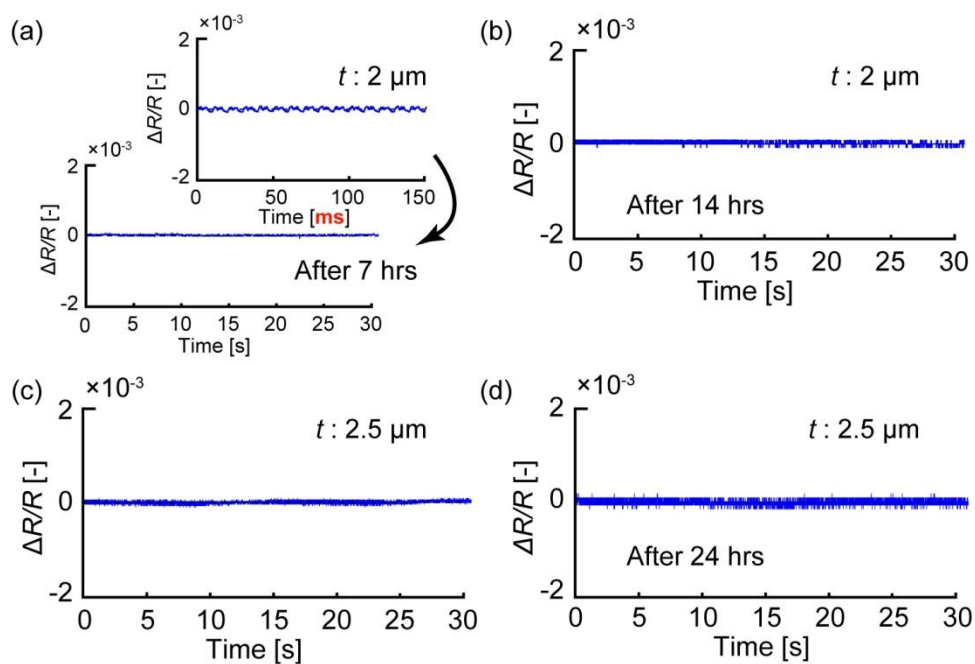 (a)
×10⁻³
2
t : 2 μm
ΔR/R [-]
0
-2
0 50 100 150
Time [ms]
×10⁻³
2
ΔR/R [-]
0
After 7 hrs
-2
0 5 10 15 20 25 30
Time [s]
(b)
×10⁻³
2
t : 2 μm
ΔR/R [-]
0
After 14 hrs
-2
0 5 10 15 20 25 30
Time [s]
(c)
×10⁻³
2
t : 2.5 μm
ΔR/R [-]
0
-2
0 5 10 15 20 25 30
Time [s]
(d)
×10⁻³
2
t : 2.5 μm
ΔR/R [-]
0
After 24 hrs
-2
0 5 10 15 20 25 30
Time [s]